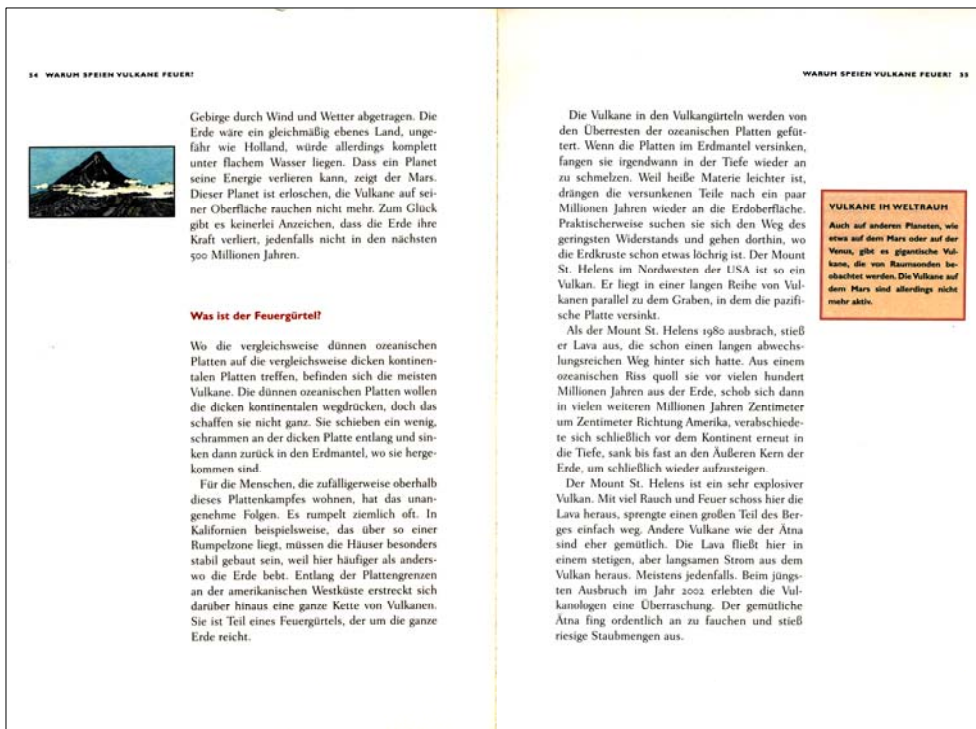 54 WARUM SPEIEN VULKANE FEUER?
Gebirge durch Wind und Wetter abgetragen. Die
Erde wäre ein gleichmäßig ebenes Land, unge-
fähr wie Holland, würde allerdings komplett
unter flachem Wasser liegen. Dass ein Planet
seine Energie verlieren kann, zeigt der Mars.
Dieser Planet ist erloschen, die Vulkane auf sei-
ner Oberfläche rauchen nicht mehr. Zum Glück
gibt es keinerlei Anzeichen, dass die Erde ihre
Kraft verliert, jedenfalls nicht in den nächsten
500 Millionen Jahren.
Was ist der Feuergürtel?
Wo die vergleichsweise dünnen ozeanischen
Platten auf die vergleichsweise dicken kontinen-
talen Platten treffen, befinden sich die meisten
Vulkane. Die dünnen ozeanischen Platten wollen
die dicken kontinentalen wegdrücken, doch das
schaffen sie nicht ganz. Sie schieben ein wenig,
schrammen an der dicken Platte entlang und sin-
ken dann zurück in den Erdmantel, wo sie herge-
kommen sind.
Für die Menschen, die zufälligerweise oberhalb
dieses Plattenkampfes wohnen, hat das unan-
genehme Folgen. Es rumpelt ziemlich oft. In
Kalifornien beispielsweise, das über so einer
Rumpelzone liegt, müssen die Häuser besonders
stabil gebaut sein, weil hier häufiger als anders-
wo die Erde bebt. Entlang der Plattengrenzen
an der amerikanischen Westküste erstreckt sich
darüber hinaus eine ganze Kette von Vulkanen.
Sie ist Teil eines Feuergürtels, der um die ganze
Erde reicht.
WARUM SPEIEN VULKANE FEUER? 55
Die Vulkane in den Vulkangürteln werden von
den Überresten der ozeanischen Platten gefüt-
tert. Wenn die Platten im Erdmantel versinken,
fangen sie irgendwann in der Tiefe wieder an
zu schmelzen. Weil heiße Materie leichter ist,
drängen die versunkenen Teile nach ein paar
Millionen Jahren wieder an die Erdoberfläche.
Praktischerweise suchen sie sich den Weg des
geringsten Widerstands und gehen dorthin, wo
die Erdkruste schon etwas löchrig ist. Der Mount
St. Helens im Nordwesten der USA ist so ein
Vulkan. Er liegt in einer langen Reihe von Vul-
kanen parallel zu dem Graben, in dem die pazifi-
sche Platte versinkt.
Als der Mount St. Helens 1980 ausbrach, stieß
er Lava aus, die schon einen langen abwechs-
lungsreichen Weg hinter sich hatte. Aus einem
ozeanischen Riss quoll sie vor vielen hundert
Millionen Jahren aus der Erde, schob sich dann
in vielen weiteren Millionen Jahren Zentimeter
um Zentimeter Richtung Amerika, verabschiede-
te sich schließlich vor dem Kontinent erneut in
die Tiefe, sank bis fast an den Äußeren Kern der
Erde, um schließlich wieder aufzusteigen.
Der Mount St. Helens ist ein sehr explosiver
Vulkan. Mit viel Rauch und Feuer schoss hier die
Lava heraus, sprengte einen großen Teil des Ber-
ges einfach weg. Andere Vulkane wie der Ätna
sind eher gemütlich. Die Lava fließt hier in
einem stetigen, aber langsamen Strom aus dem
Vulkan heraus. Meistens jedenfalls. Beim jüngs-
ten Ausbruch im Jahr 2002 erlebten die Vul-
kanologen eine Überraschung. Der gemütliche
Ätna fing ordentlich an zu fauchen und stieß
riesige Staubmengen aus.
VULKANE IM WELTRAUM
Auch auf anderen Planeten, wie
etwa auf dem Mars oder auf der
Venus, gibt es gigantische Vul-
kane, die von Raumsonden be-
obachtet werden. Die Vulkane auf
dem Mars sind allerdings nicht
mehr aktiv.